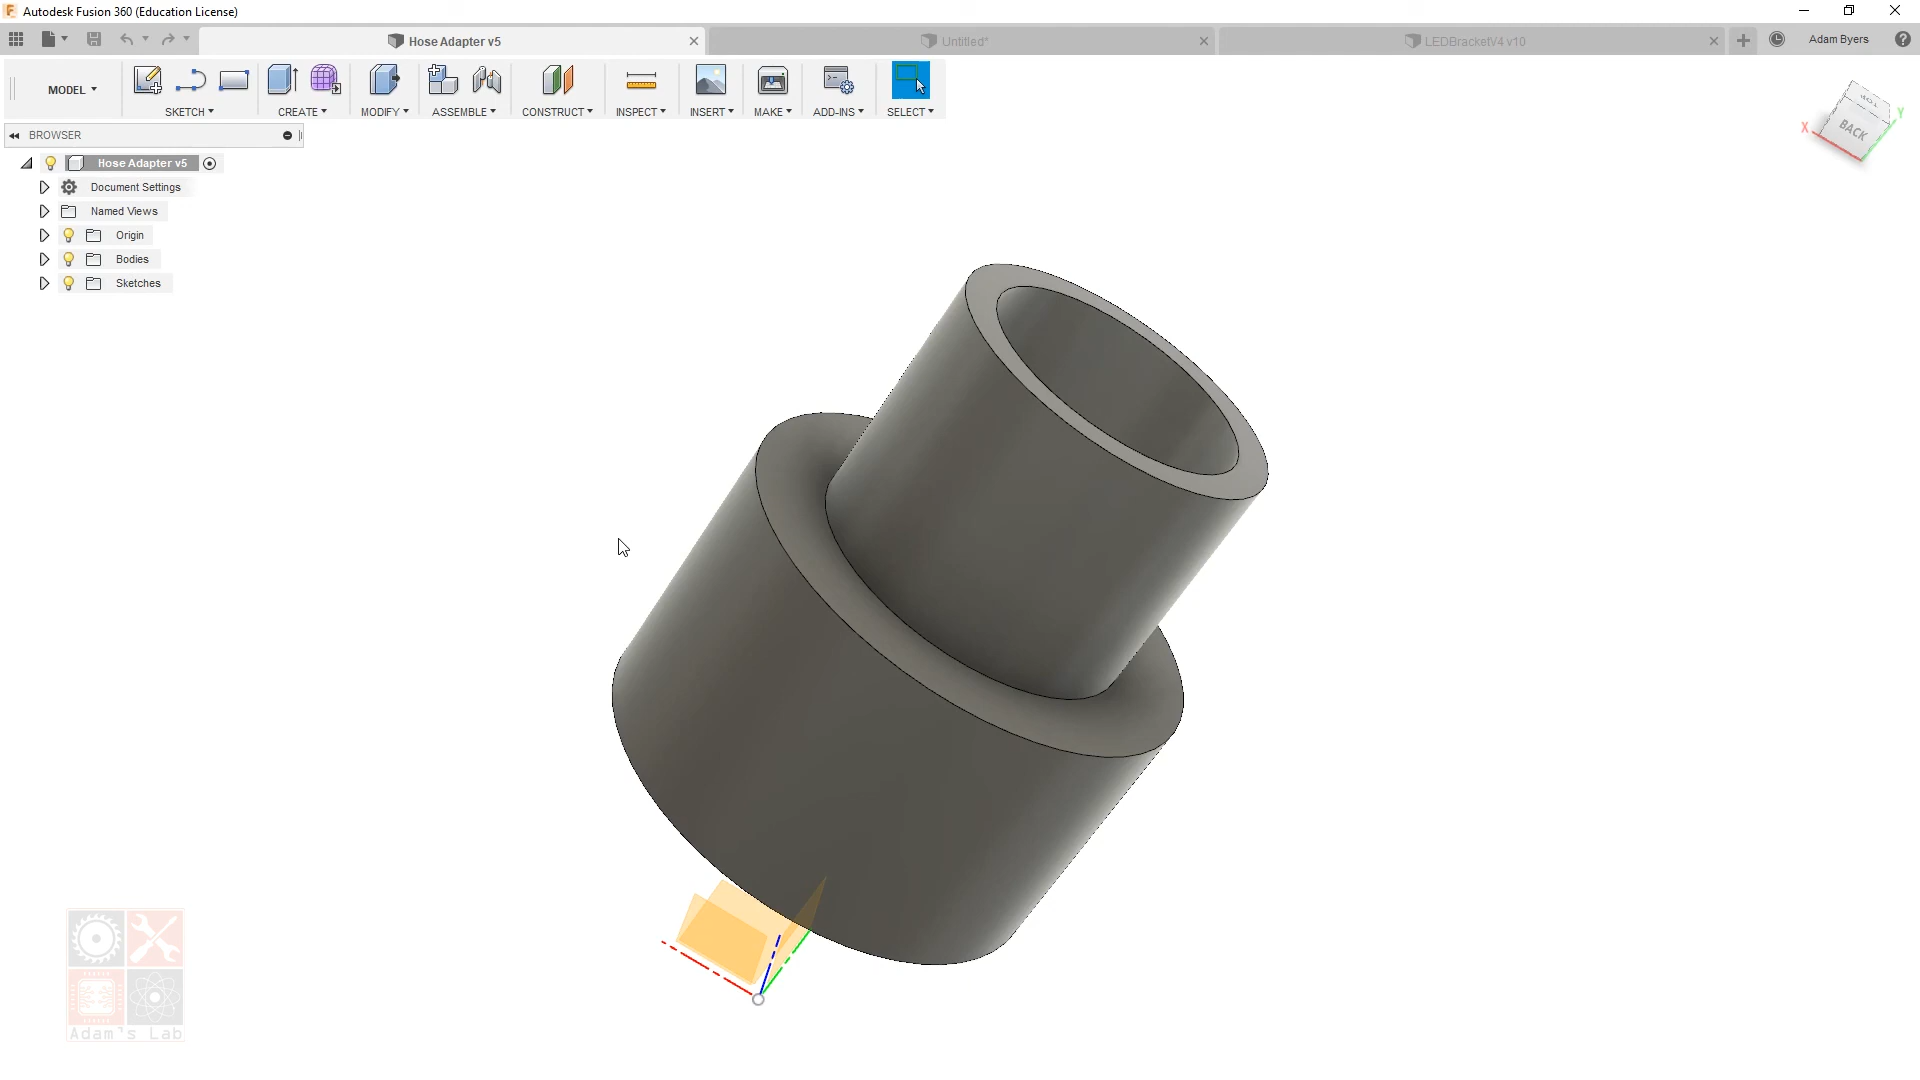 Autodesk Fusion 360 (Education License)
Hose Adapter v5
Untitled*
LEDBracketV4 v10
Adam Byers
MODEL
SKETCH
CREATE
MODIFY
ASSEMBLE
CONSTRUCT
INSPECT
INSERT
MAKE
ADD-INS
SELECT
BROWSER
Hose Adapter v5
Document Settings
Named Views
Origin
Bodies
Sketches
TOP
BACK
X
Y
Adam's Lab